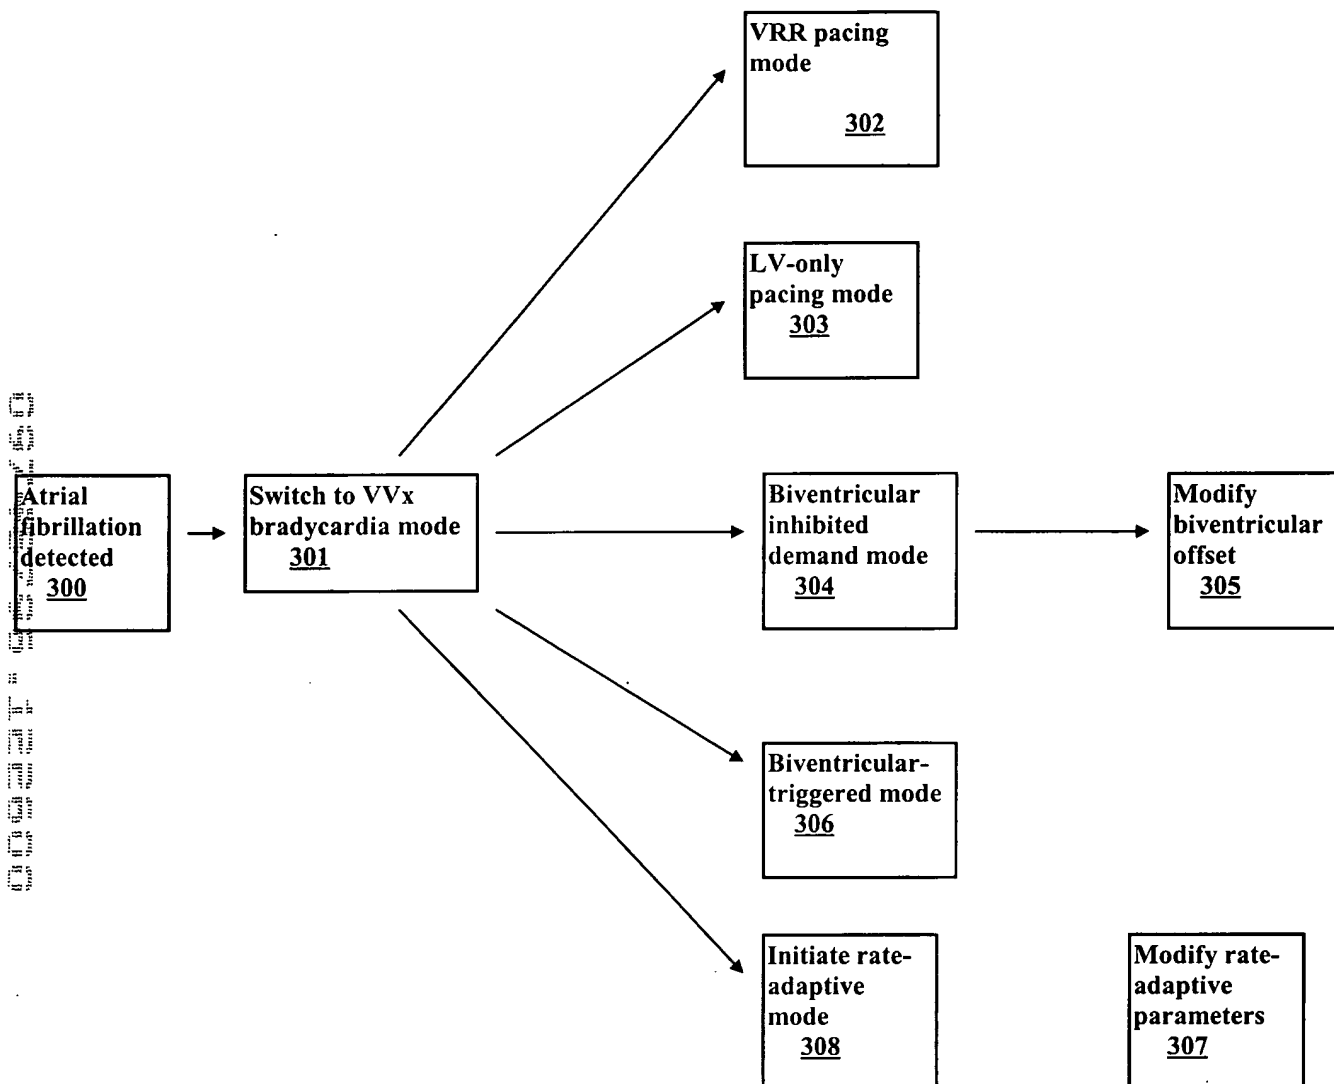 VRR pacing
mode
302
LV-only
pacing mode
303
Atrial
fibrillation
detected
300
Switch to VVx
bradycardia mode
301
Biventricular
inhibited
demand mode
304
Modify
biventricular
offset
305
Biventricular-
triggered mode
306
Initiate rate-
adaptive
mode
308
Modify rate-
adaptive
parameters
307